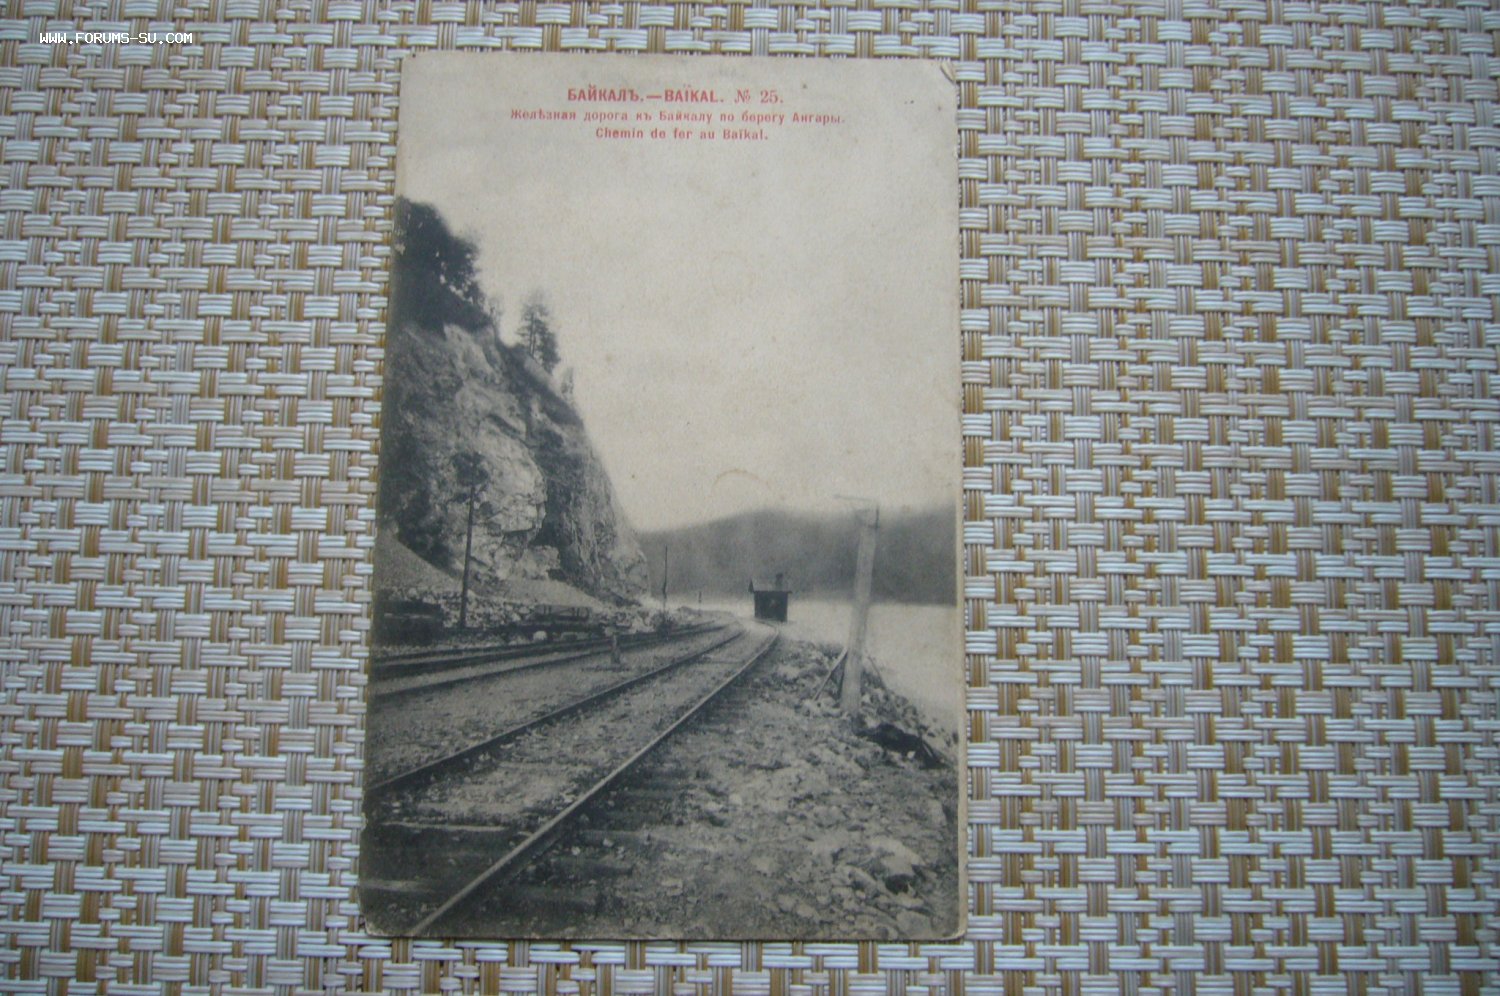 WWW.FORUMS-SU.COM
БАЙКАЛЪ.—BAÏKAL. № 25.
Желѣзная дорога къ Байкалу по берегу Ангары.
Chemin de fer au Baïkal.